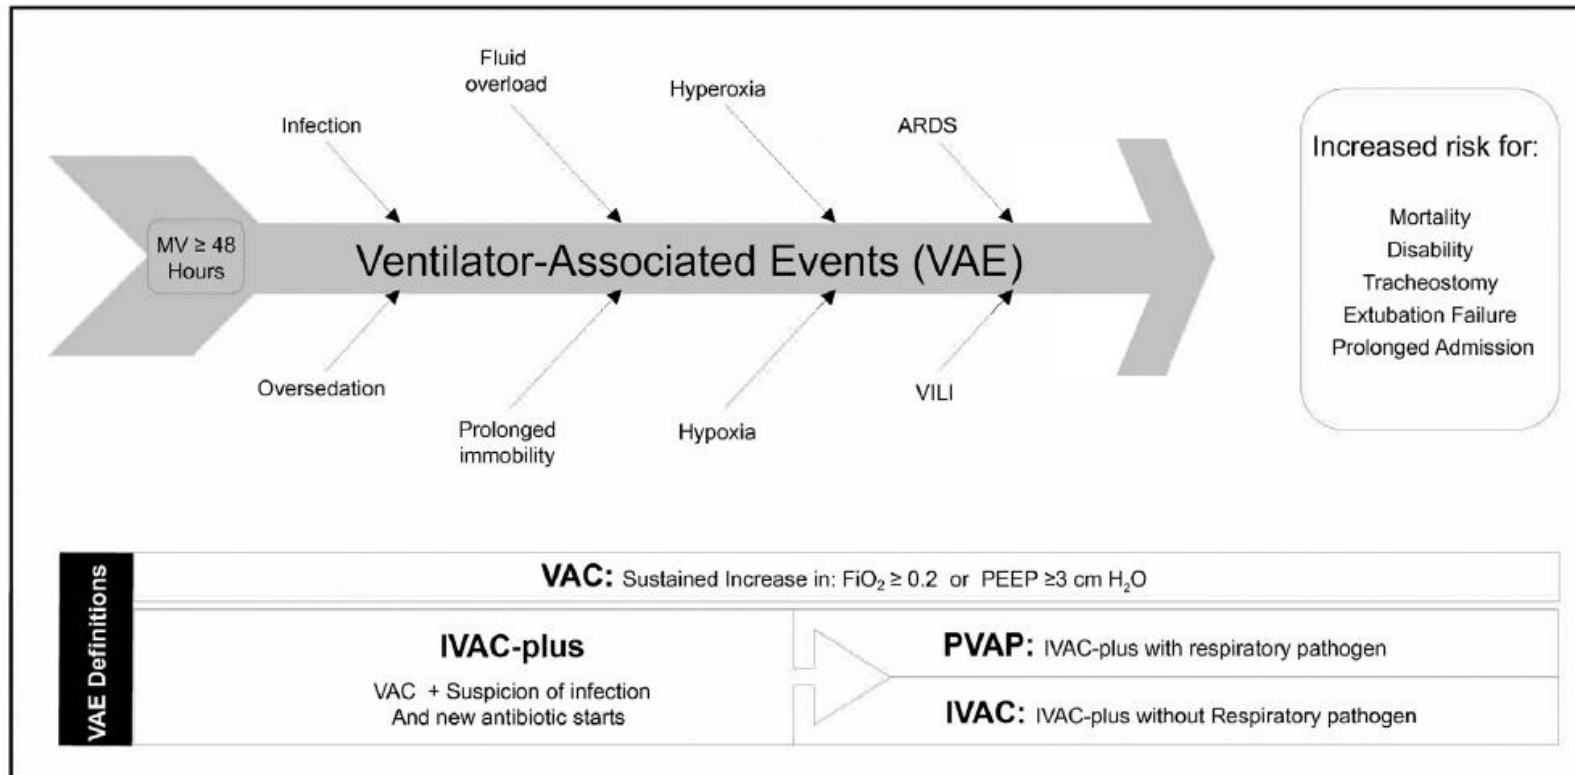 Fluid
overload
Hyperoxia
Infection
ARDS
MV ≥ 48
Hours
Ventilator-Associated Events (VAE)
Oversedation
Prolonged
immobility
Hypoxia
VILI
Increased risk for:
Mortality
Disability
Tracheostomy
Extubation Failure
Prolonged Admission
VAE Definitions
VAC: Sustained Increase in: FiO₂ ≥ 0.2 or PEEP ≥3 cm H₂O
IVAC-plus
VAC + Suspicion of infection
And new antibiotic starts
PVAP: IVAC-plus with respiratory pathogen
IVAC: IVAC-plus without Respiratory pathogen